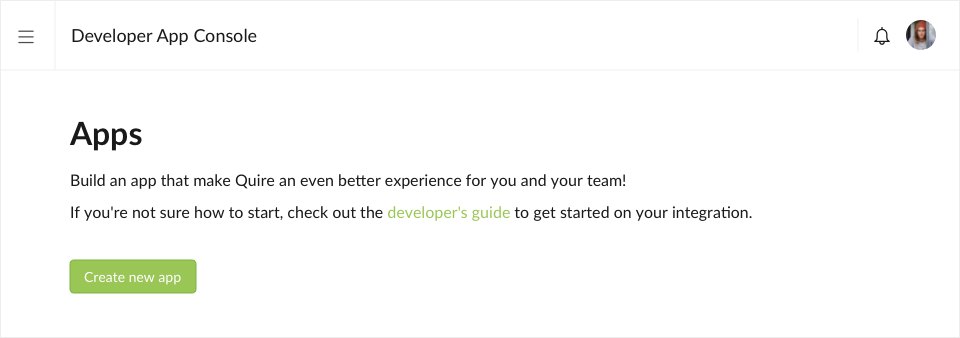 Developer App Console
Apps
Build an app that make Quire an even better experience for you and your team!
If you're not sure how to start, check out the developer's guide to get started on your integration.
Create new app